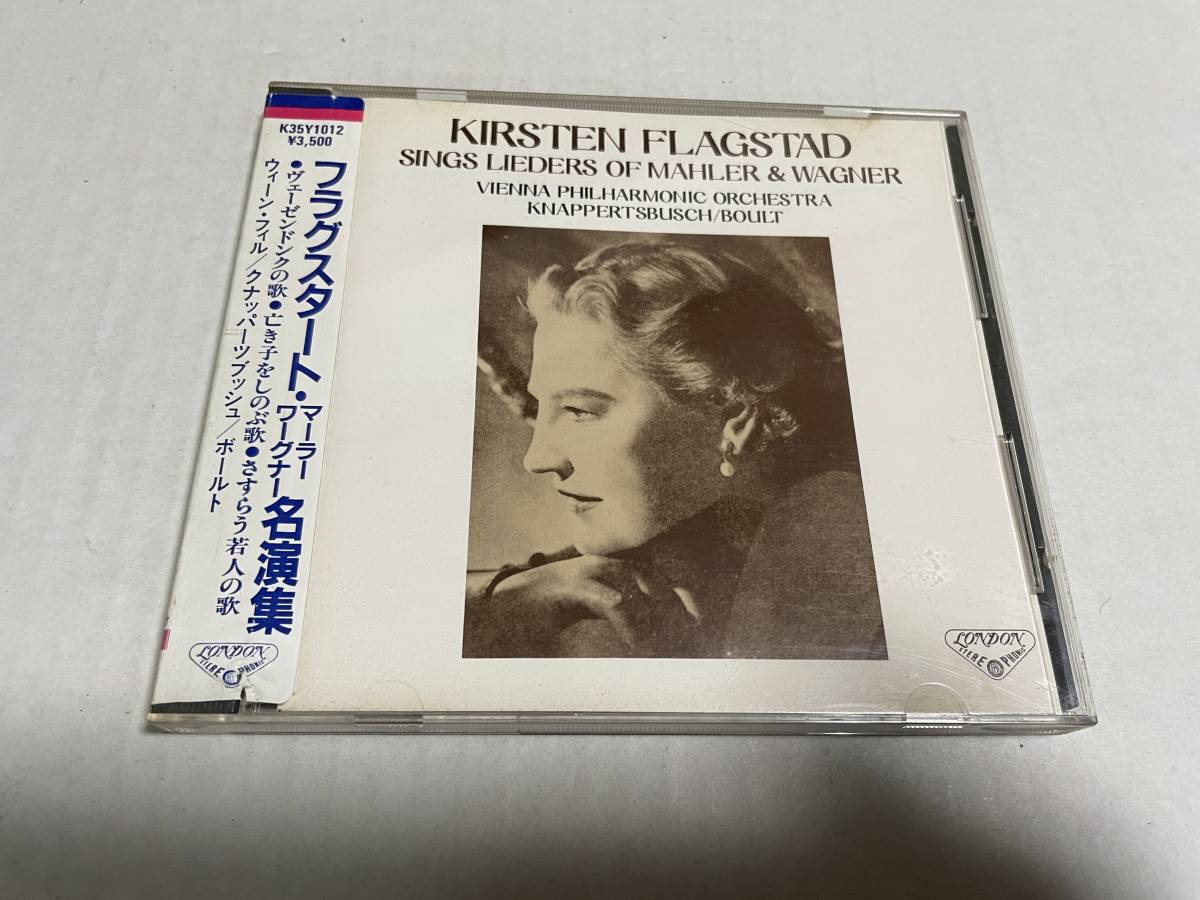 K35Y1012
¥3,500
フラグスタート・マーラー
ワーグナー名演集
•ヴェーゼンドンクの歌•亡き子をしのぶ歌•さすらう若人の歌
ウィーン・フィル/クナッパーツブッシュ/ボールト
LONDON
STEREOPHONIC
KIRSTEN FLAGSTAD
SINGS LIEDERS OF MAHLER & WAGNER
VIENNA PHILHARMONIC ORCHESTRA
KNAPPERTSBUSCH/BOULT
LONDON
STEREOPHONIC